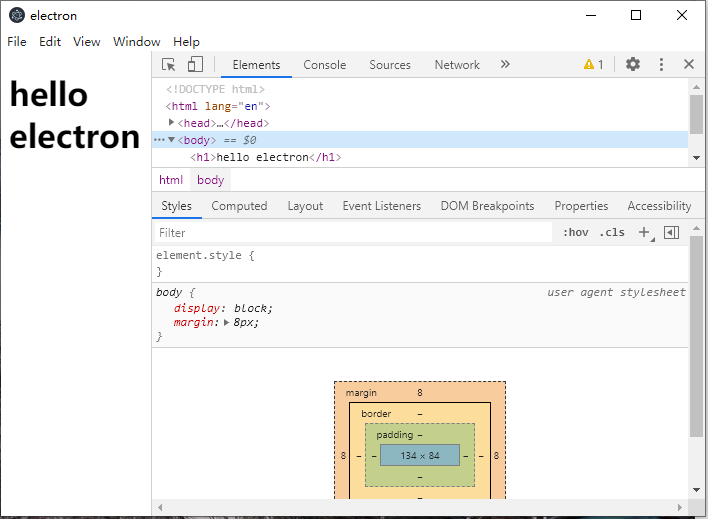 electron
File Edit View Window Help
hello
electron
Elements Console Sources Network » 1
<!DOCTYPE html>
<html lang="en">
<head>…</head>
<body> == $0
<h1>hello electron</h1>
html body
Styles Computed Layout Event Listeners DOM Breakpoints Properties Accessibility
Filter :hov .cls
element.style {
}
body { user agent stylesheet
display: block;
margin: 8px;
}
margin 8
border –
padding –
8 – – 134 × 84 – – 8
–
–